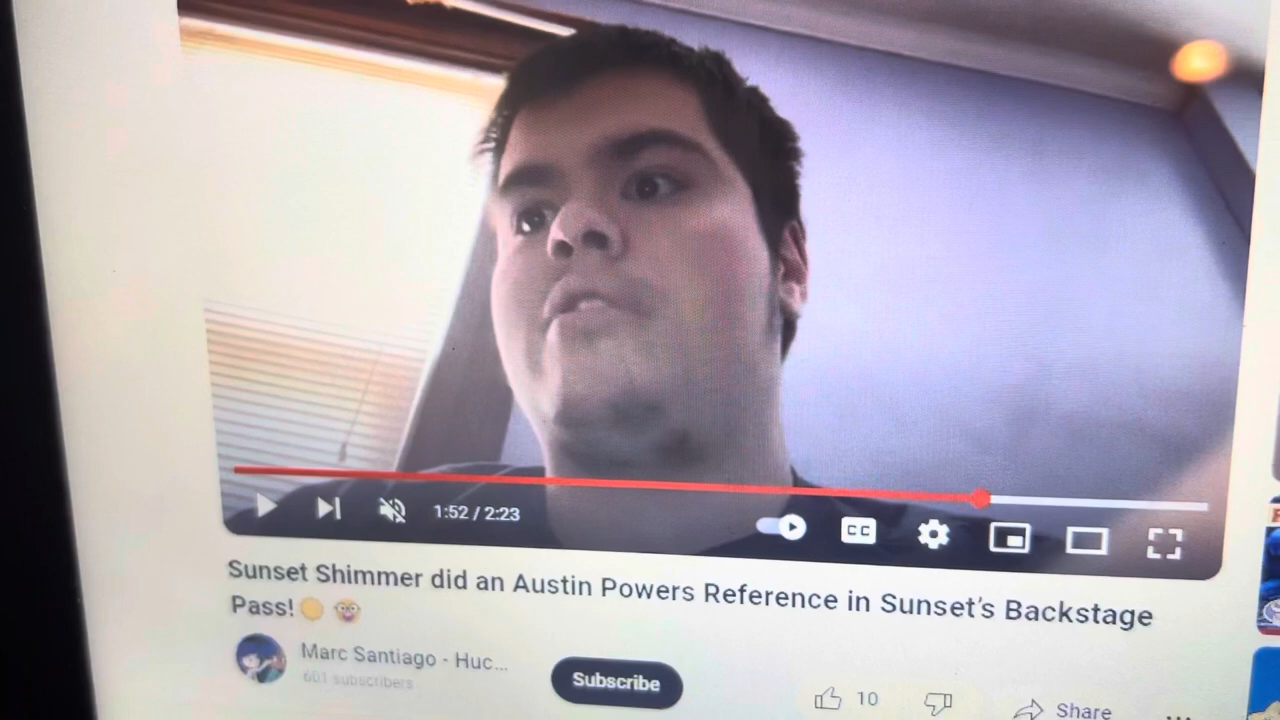 1:52 / 2:23
CC
Sunset Shimmer did an Austin Powers Reference in Sunset's Backstage
Pass!
Marc Santiago - Huc...
601 subscribers
Subscribe
10
Share